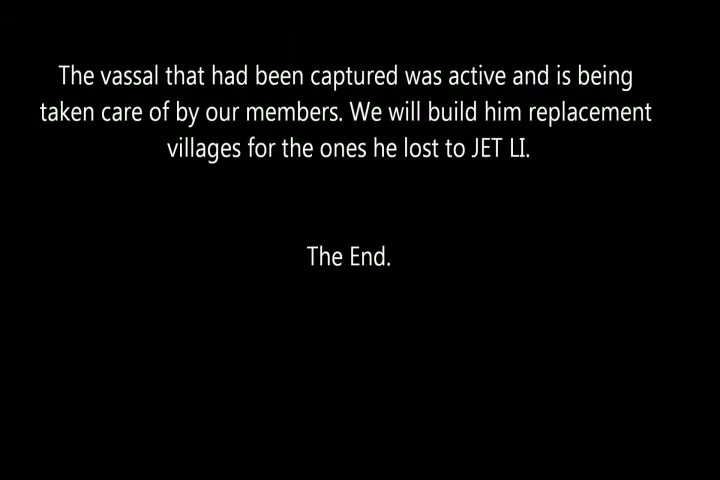 The vassal that had been captured was active and is being
taken care of by our members. We will build him replacement
villages for the ones he lost to JET LI.
The End.